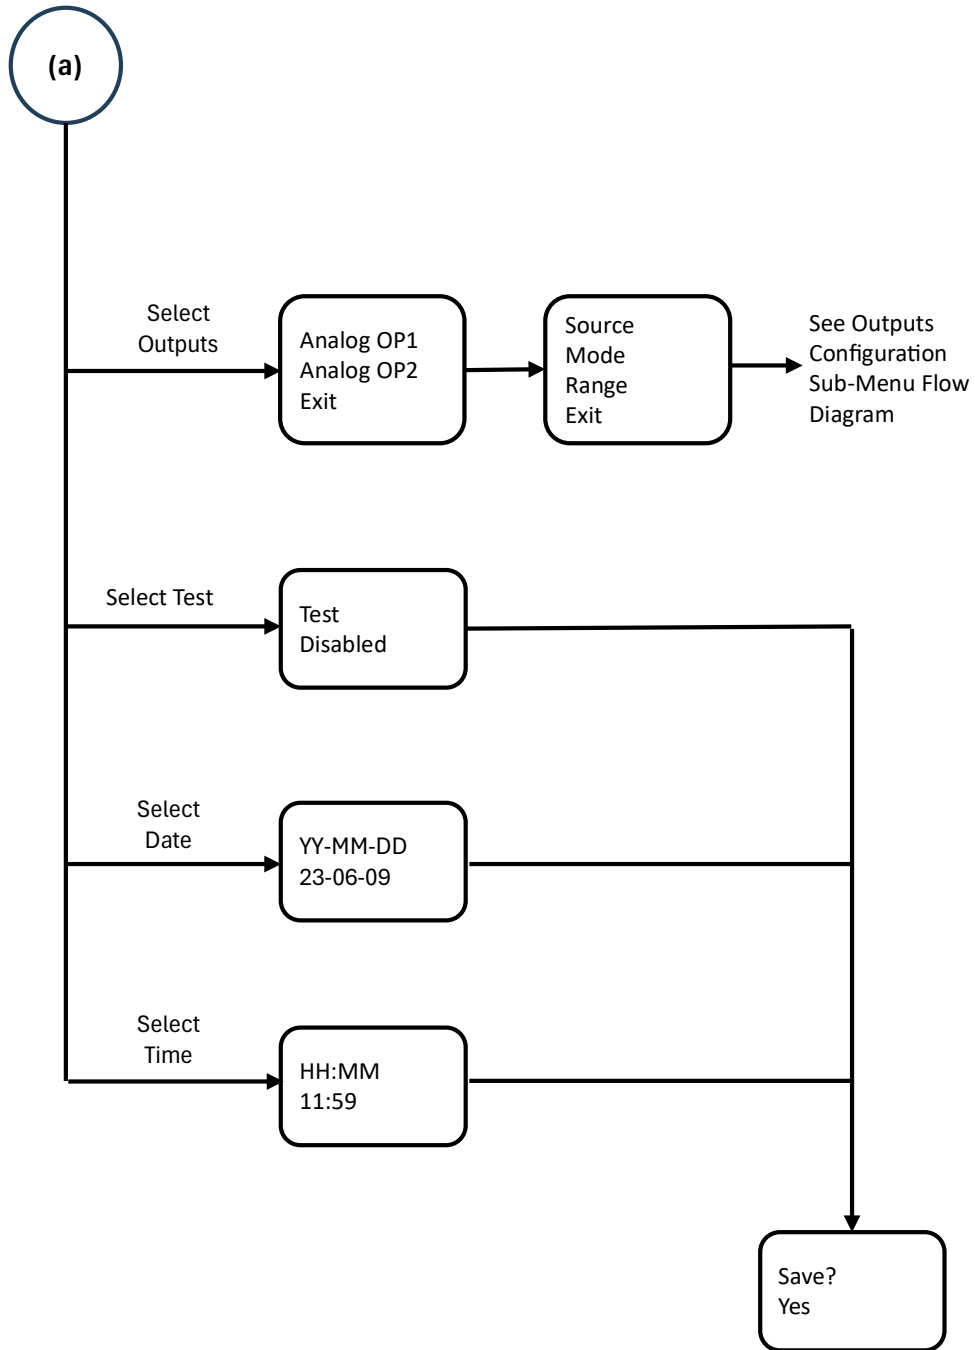 (a)
Select
Outputs
Analog OP1
Analog OP2
Exit
Source
Mode
Range
Exit
See Outputs
Configuration
Sub-Menu Flow
Diagram
Select Test
Test
Disabled
Select
Date
YY-MM-DD
23-06-09
Select
Time
HH:MM
11:59
Save?
Yes